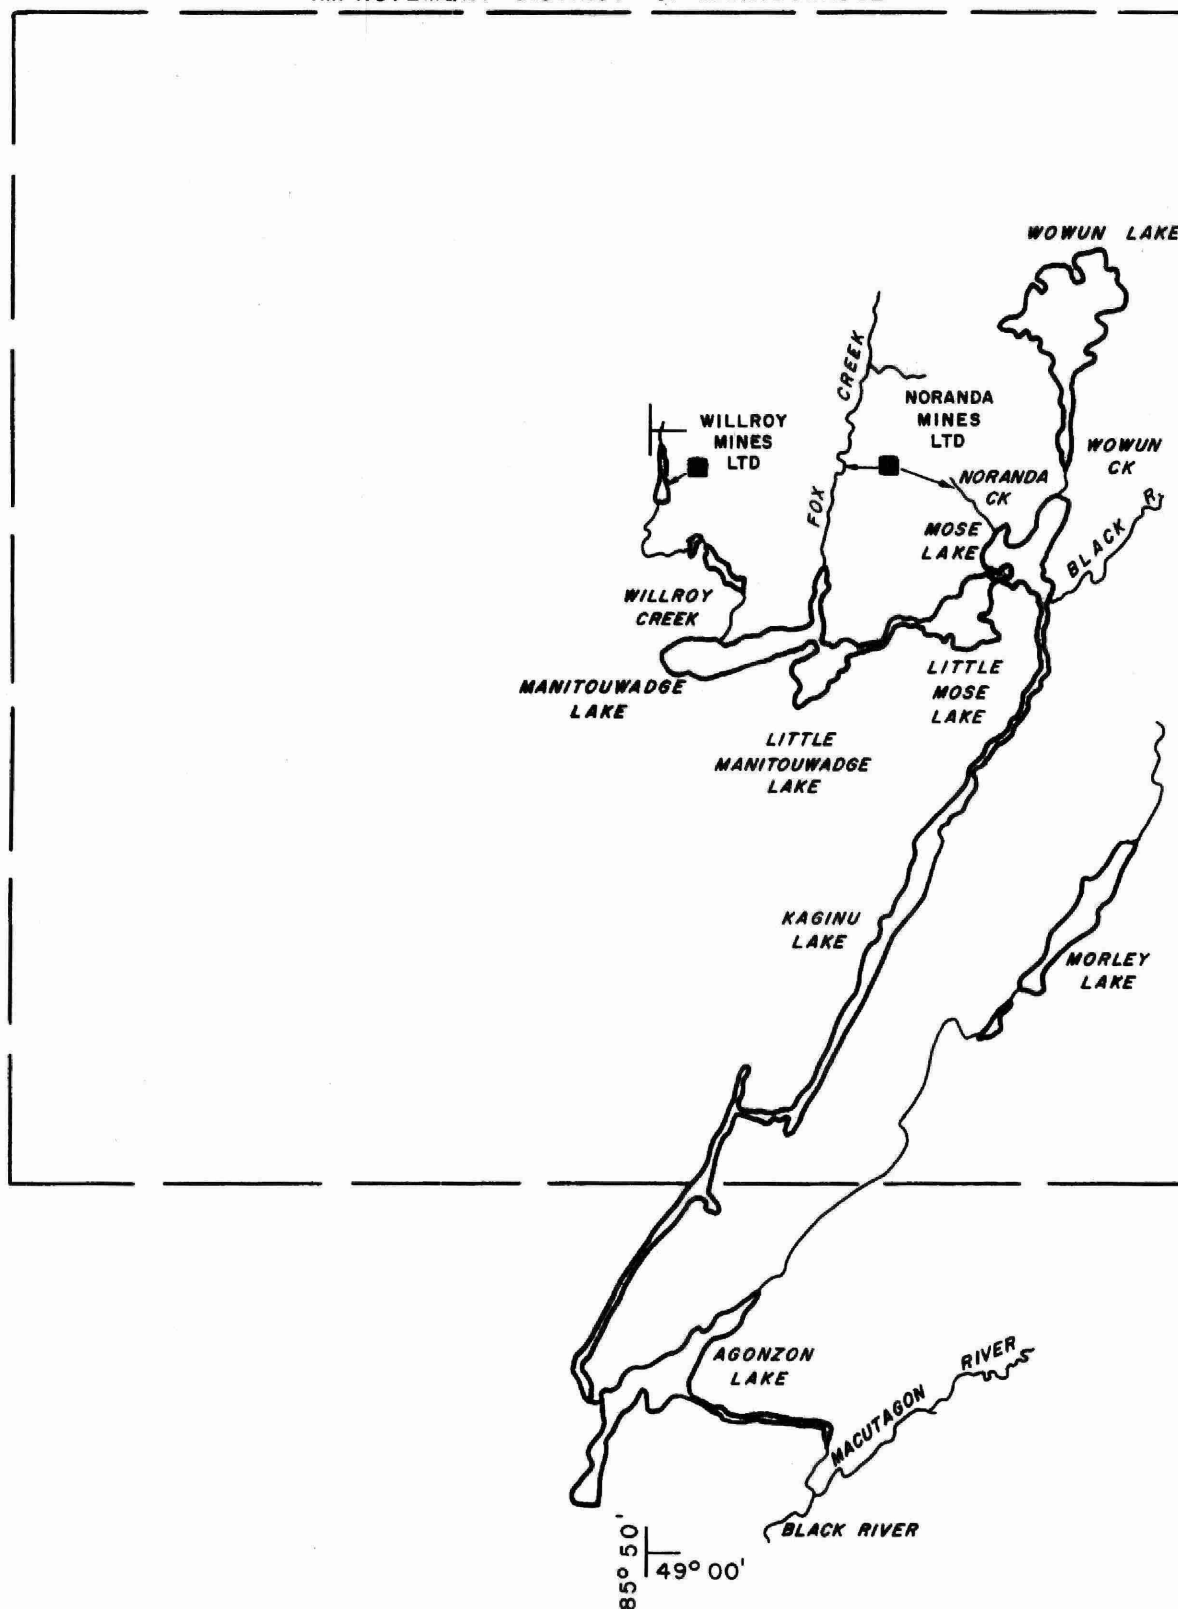 WOWUN LAKE
CREEK
FOX
WILLROY
MINES
LTD
NORANDA
MINES
LTD
WOWUN
CK
NORANDA
CK
BLACK R
MOSE
LAKE
WILLROY
CREEK
MANITOUWADGE
LAKE
LITTLE
MOSE
LAKE
LITTLE
MANITOUWADGE
LAKE
KAGINU
LAKE
MORLEY
LAKE
AGONZON
LAKE
MACUTAGON RIVER
BLACK RIVER
85° 50'
49° 00'